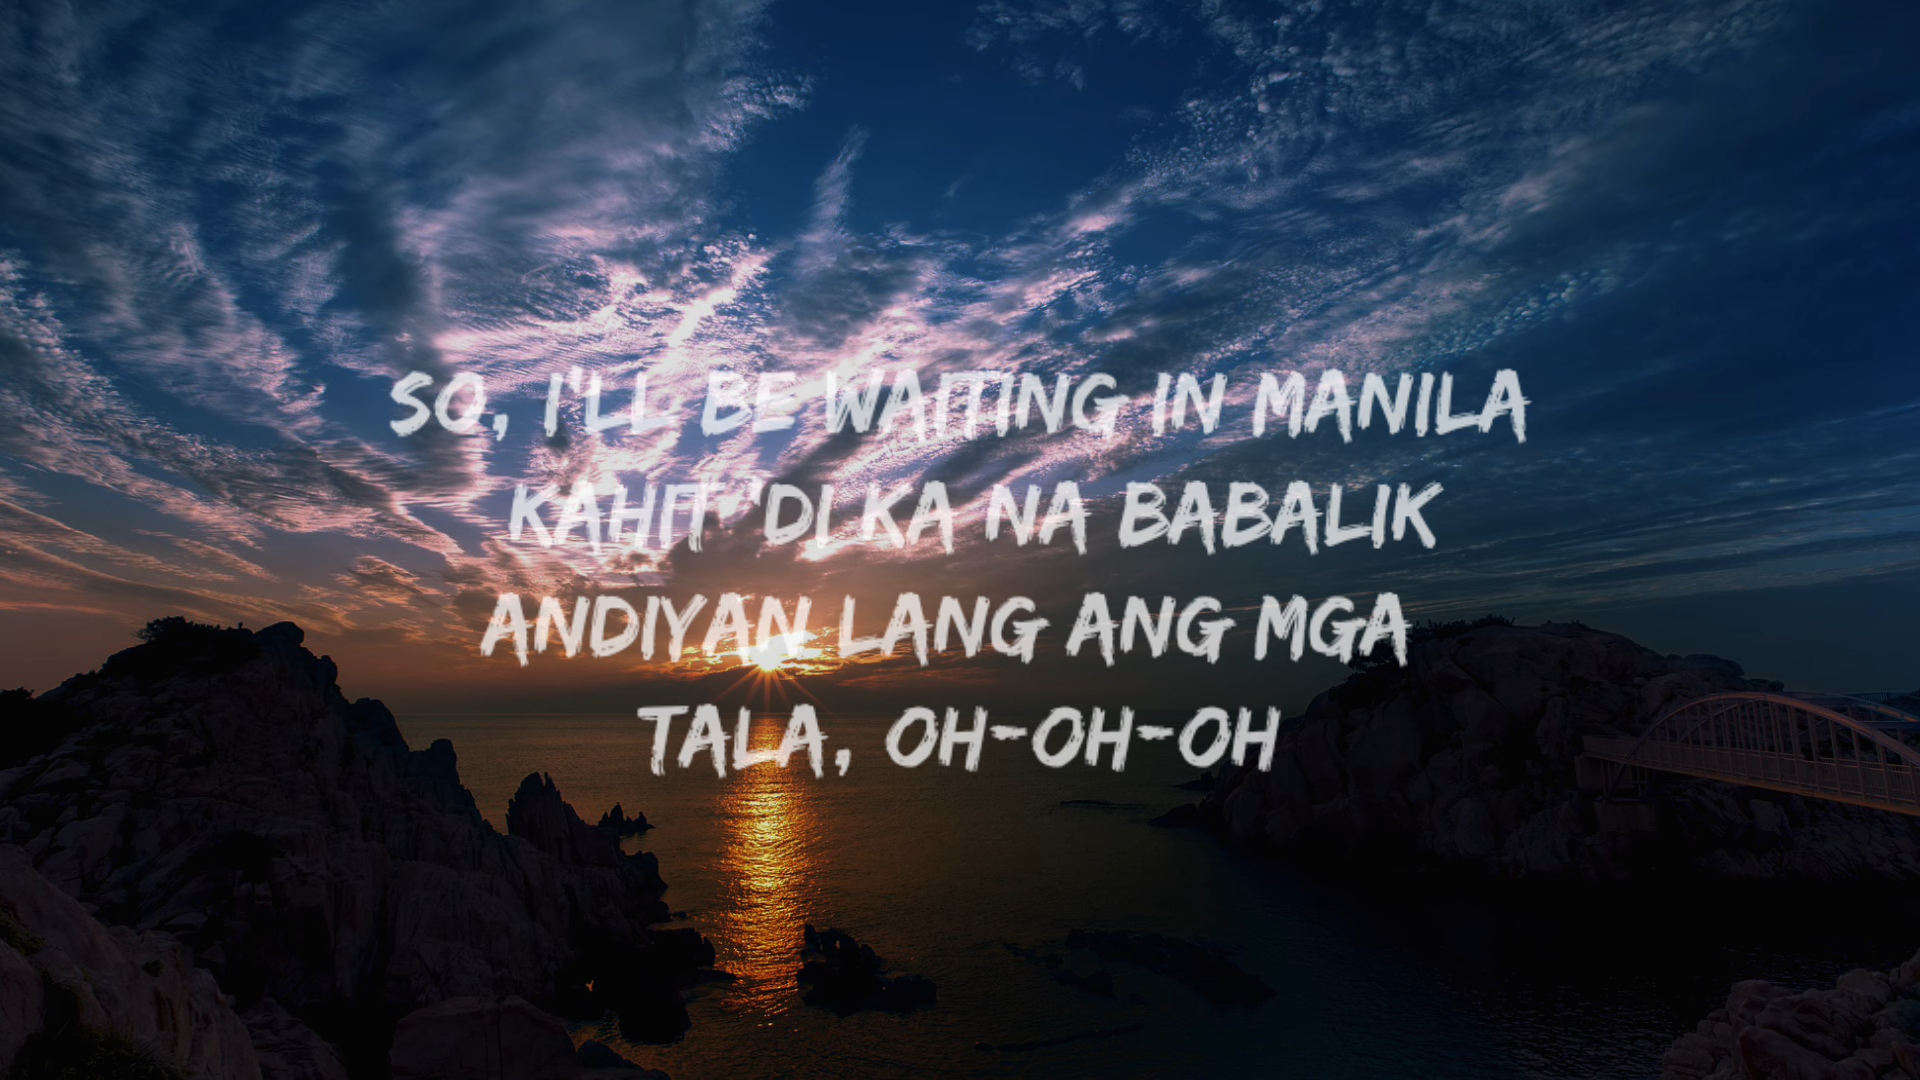 SO, I'LL BE WAITING IN MANILA
KAHIT 'DI KA NA BABALIK
ANDIYAN LANG ANG MGA
TALA, OH-OH-OH